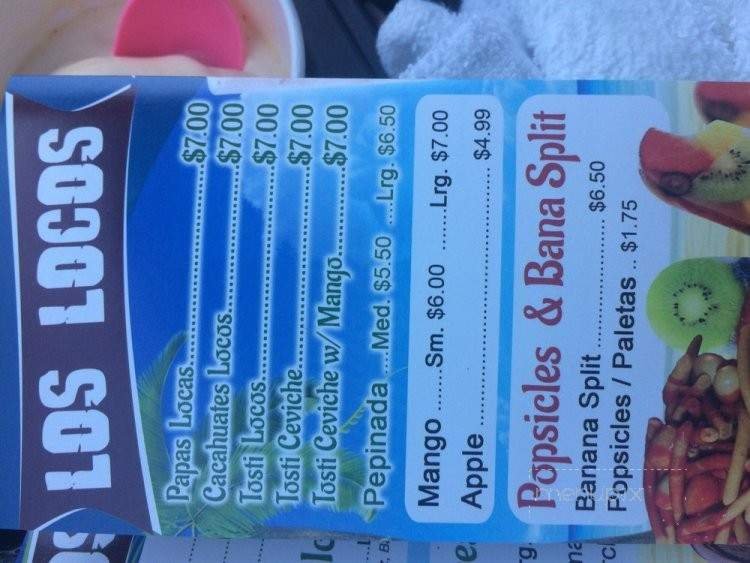 LOS LOCOS
Papas Locas..........$7.00
Cacahuates Locos..........$7.00
Tosti Locos..........$7.00
Tosti Ceviche..........$7.00
Tosti Ceviche w/ Mango..........$7.00
Pepinada ....Med. $5.50 ....Lrg. $6.50
Mango .......Sm. $6.00 .......Lrg. $7.00
Apple .......... $4.99
Popsicles & Bana Split
Banana Split .......... $6.50
Popsicles / Paletas .. $1.75
menupix